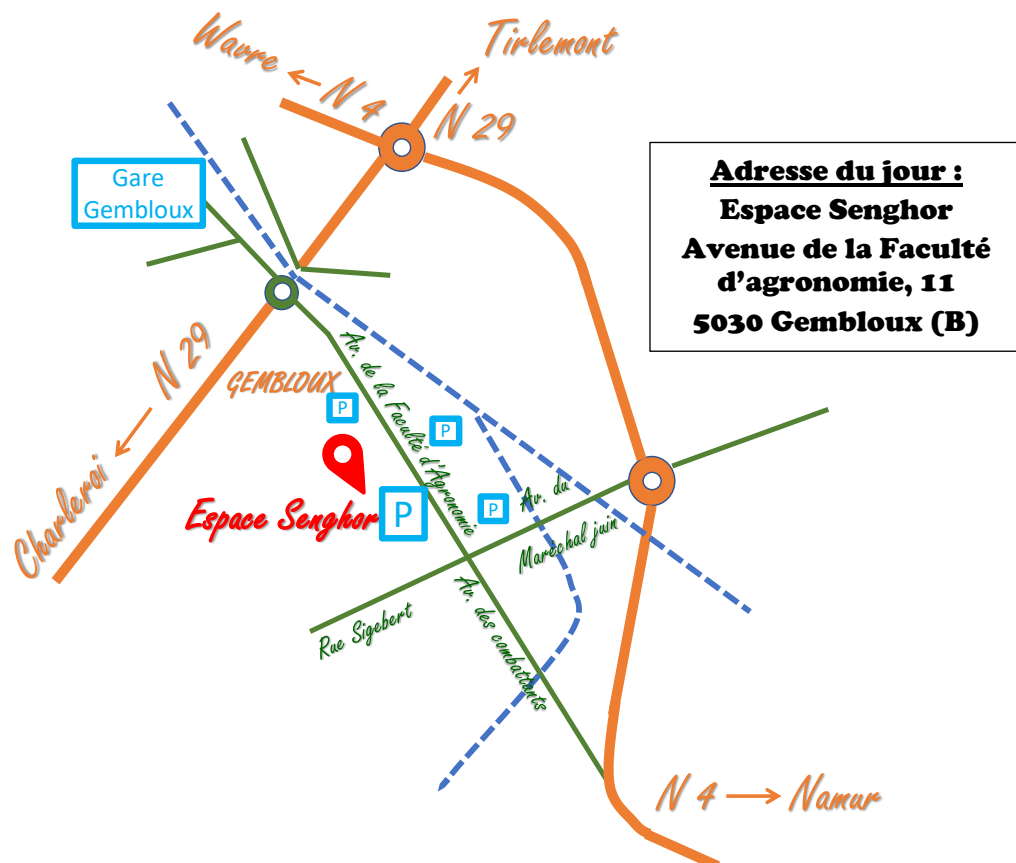 Wavre
Tirlemont
N 4
N 29
Gare
Gembloux
Adresse du jour :
Espace Senghor
Avenue de la Faculté
d’agronomie, 11
5030 Gembloux (B)
N 29
Charleroi
GEMBLOUX
Av. de la Faculté d'Agronomie
P
P
Espace Senghor
P
P
Av. du
Maréchal juin
Rue Sigebert
Av. des combattants
N 4
Namur